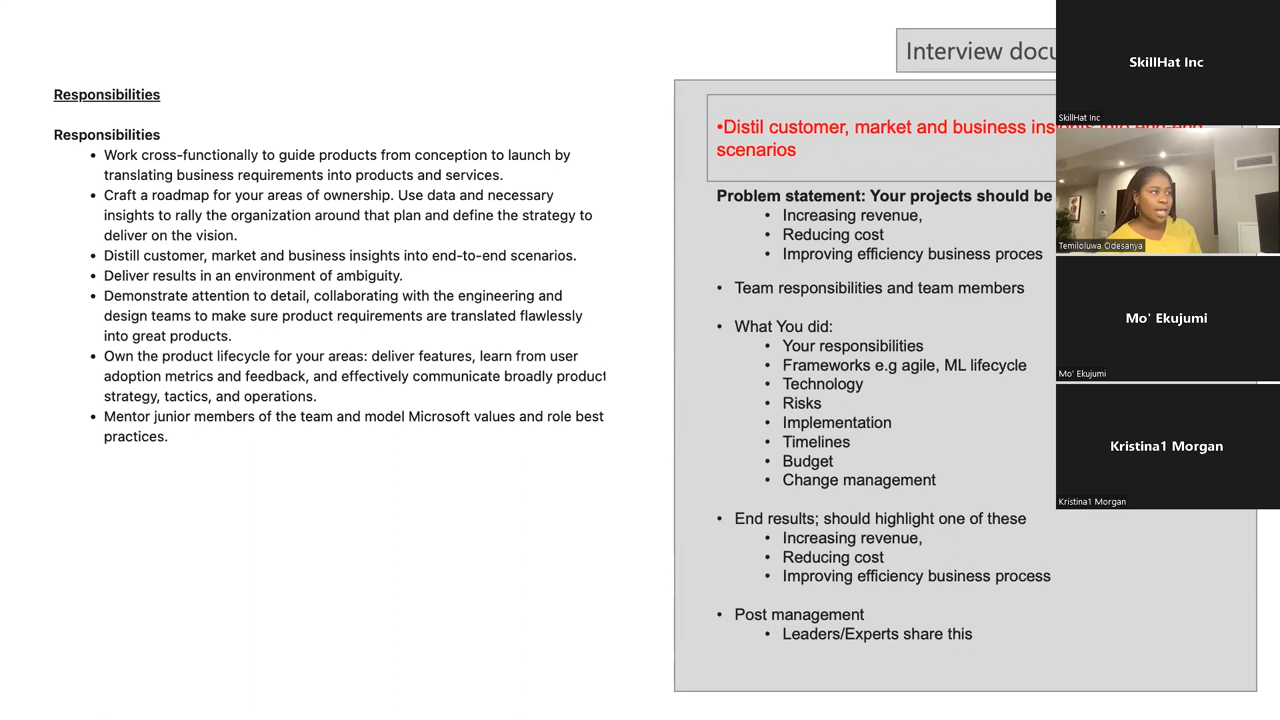 Responsibilities
Responsibilities
• Work cross-functionally to guide products from conception to launch by
translating business requirements into products and services.
• Craft a roadmap for your areas of ownership. Use data and necessary
insights to rally the organization around that plan and define the strategy to
deliver on the vision.
• Distill customer, market and business insights into end-to-end scenarios.
• Deliver results in an environment of ambiguity.
• Demonstrate attention to detail, collaborating with the engineering and
design teams to make sure product requirements are translated flawlessly
into great products.
• Own the product lifecycle for your areas: deliver features, learn from user
adoption metrics and feedback, and effectively communicate broadly product
strategy, tactics, and operations.
• Mentor junior members of the team and model Microsoft values and role best
practices.
Interview docu
•Distil customer, market and business insights into end-end
scenarios
Problem statement: Your projects should be
• Increasing revenue,
• Reducing cost
• Improving efficiency business proces
• Team responsibilities and team members
• What You did:
• Your responsibilities
• Frameworks e.g agile, ML lifecycle
• Technology
• Risks
• Implementation
• Timelines
• Budget
• Change management
• End results; should highlight one of these
• Increasing revenue,
• Reducing cost
• Improving efficiency business process
• Post management
• Leaders/Experts share this
SkillHat Inc
SkillHat Inc
Temiloluwa Odesanya
Mo' Ekujumi
Mo' Ekujumi
Kristina1 Morgan
Kristina1 Morgan